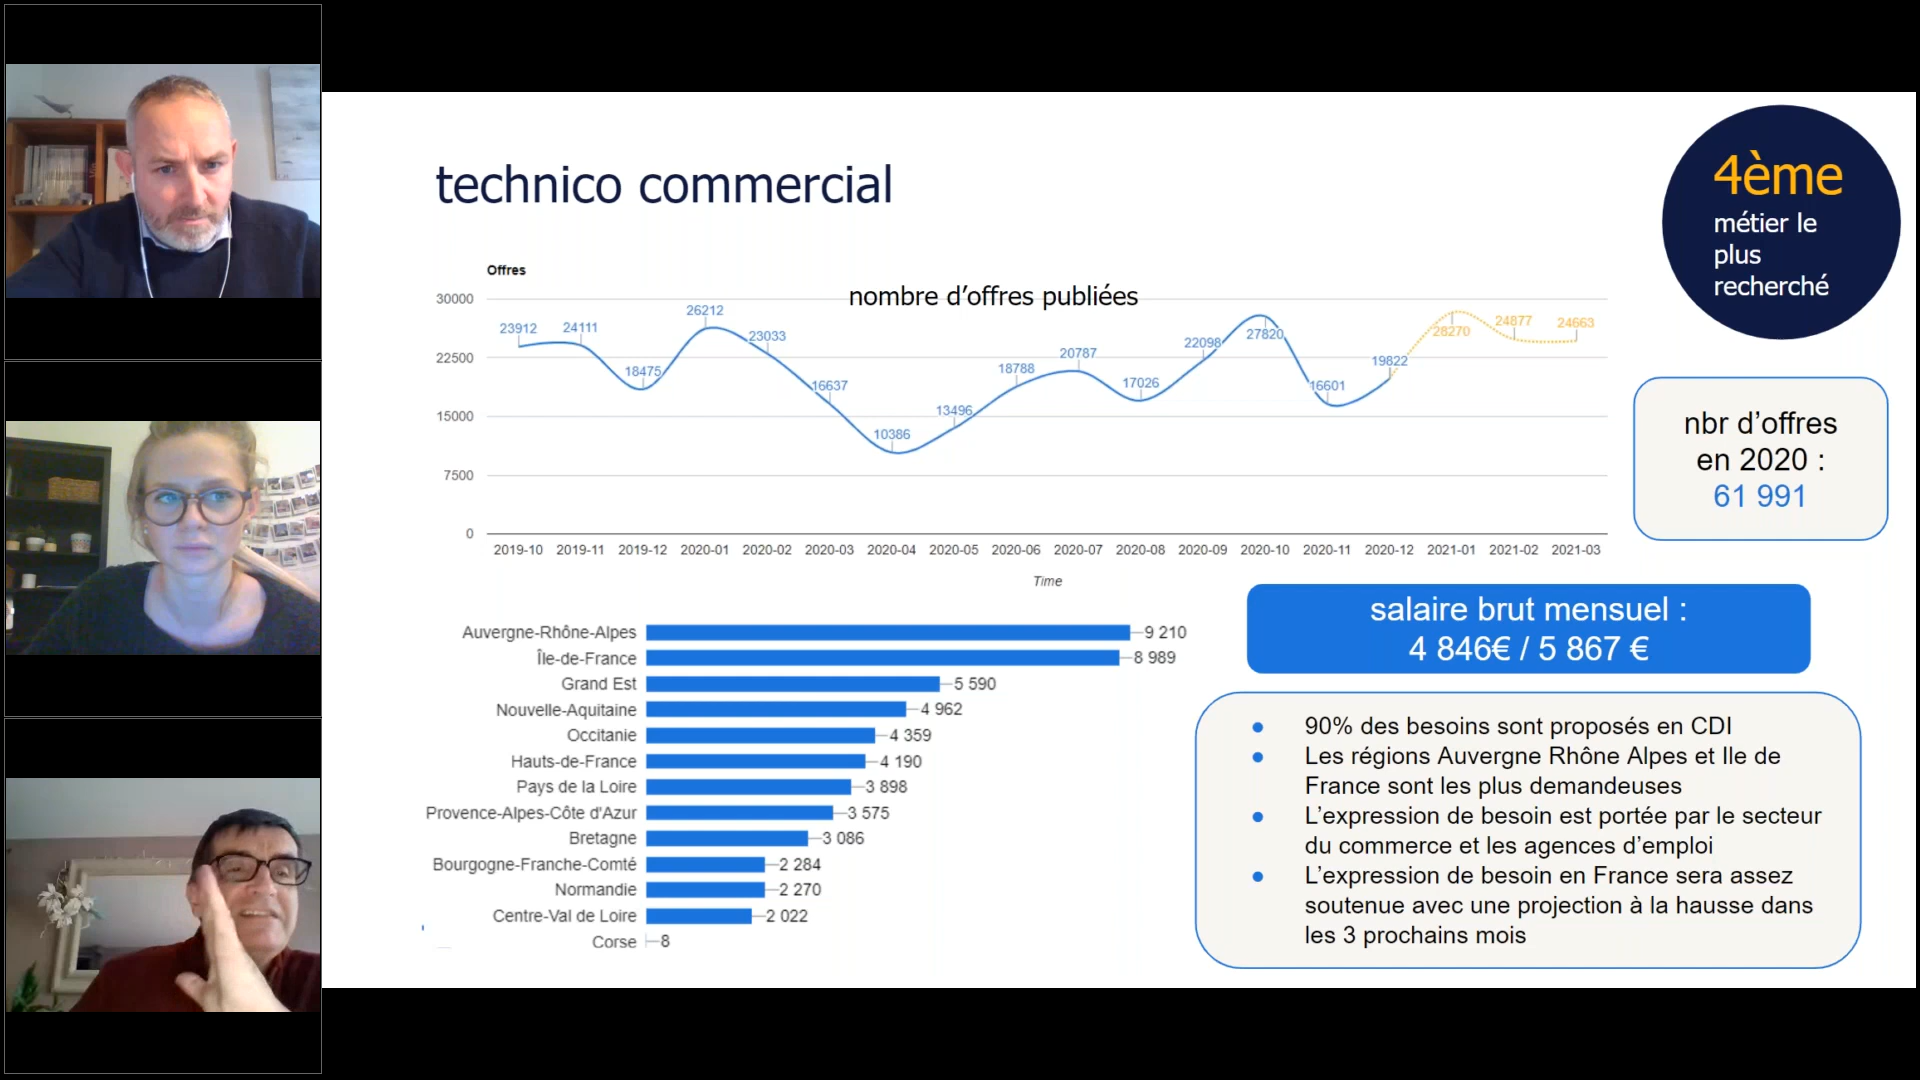 technico commercial
4ème
métier le
plus
recherché
Offres
nombre d’offres publiées
30000
22500
15000
7500
0
23912
24111
18475
26212
23033
16637
10386
13496
18788
20787
17026
22098
27820
16601
19822
28270
24877
24663
2019-10 2019-11 2019-12 2020-01 2020-02 2020-03 2020-04 2020-05 2020-06 2020-07 2020-08 2020-09 2020-10 2020-11 2020-12 2021-01 2021-02 2021-03
Time
nbr d’offres
en 2020 :
61 991
salaire brut mensuel :
4 846€ / 5 867 €
Auvergne-Rhône-Alpes 9 210
Île-de-France 8 989
Grand Est 5 590
Nouvelle-Aquitaine 4 962
Occitanie 4 359
Hauts-de-France 4 190
Pays de la Loire 3 898
Provence-Alpes-Côte d'Azur 3 575
Bretagne 3 086
Bourgogne-Franche-Comté 2 284
Normandie 2 270
Centre-Val de Loire 2 022
Corse 8
● 90% des besoins sont proposés en CDI
● Les régions Auvergne Rhône Alpes et Ile de
France sont les plus demandeuses
● L’expression de besoin est portée par le secteur
du commerce et les agences d’emploi
● L’expression de besoin en France sera assez
soutenue avec une projection à la hausse dans
les 3 prochains mois